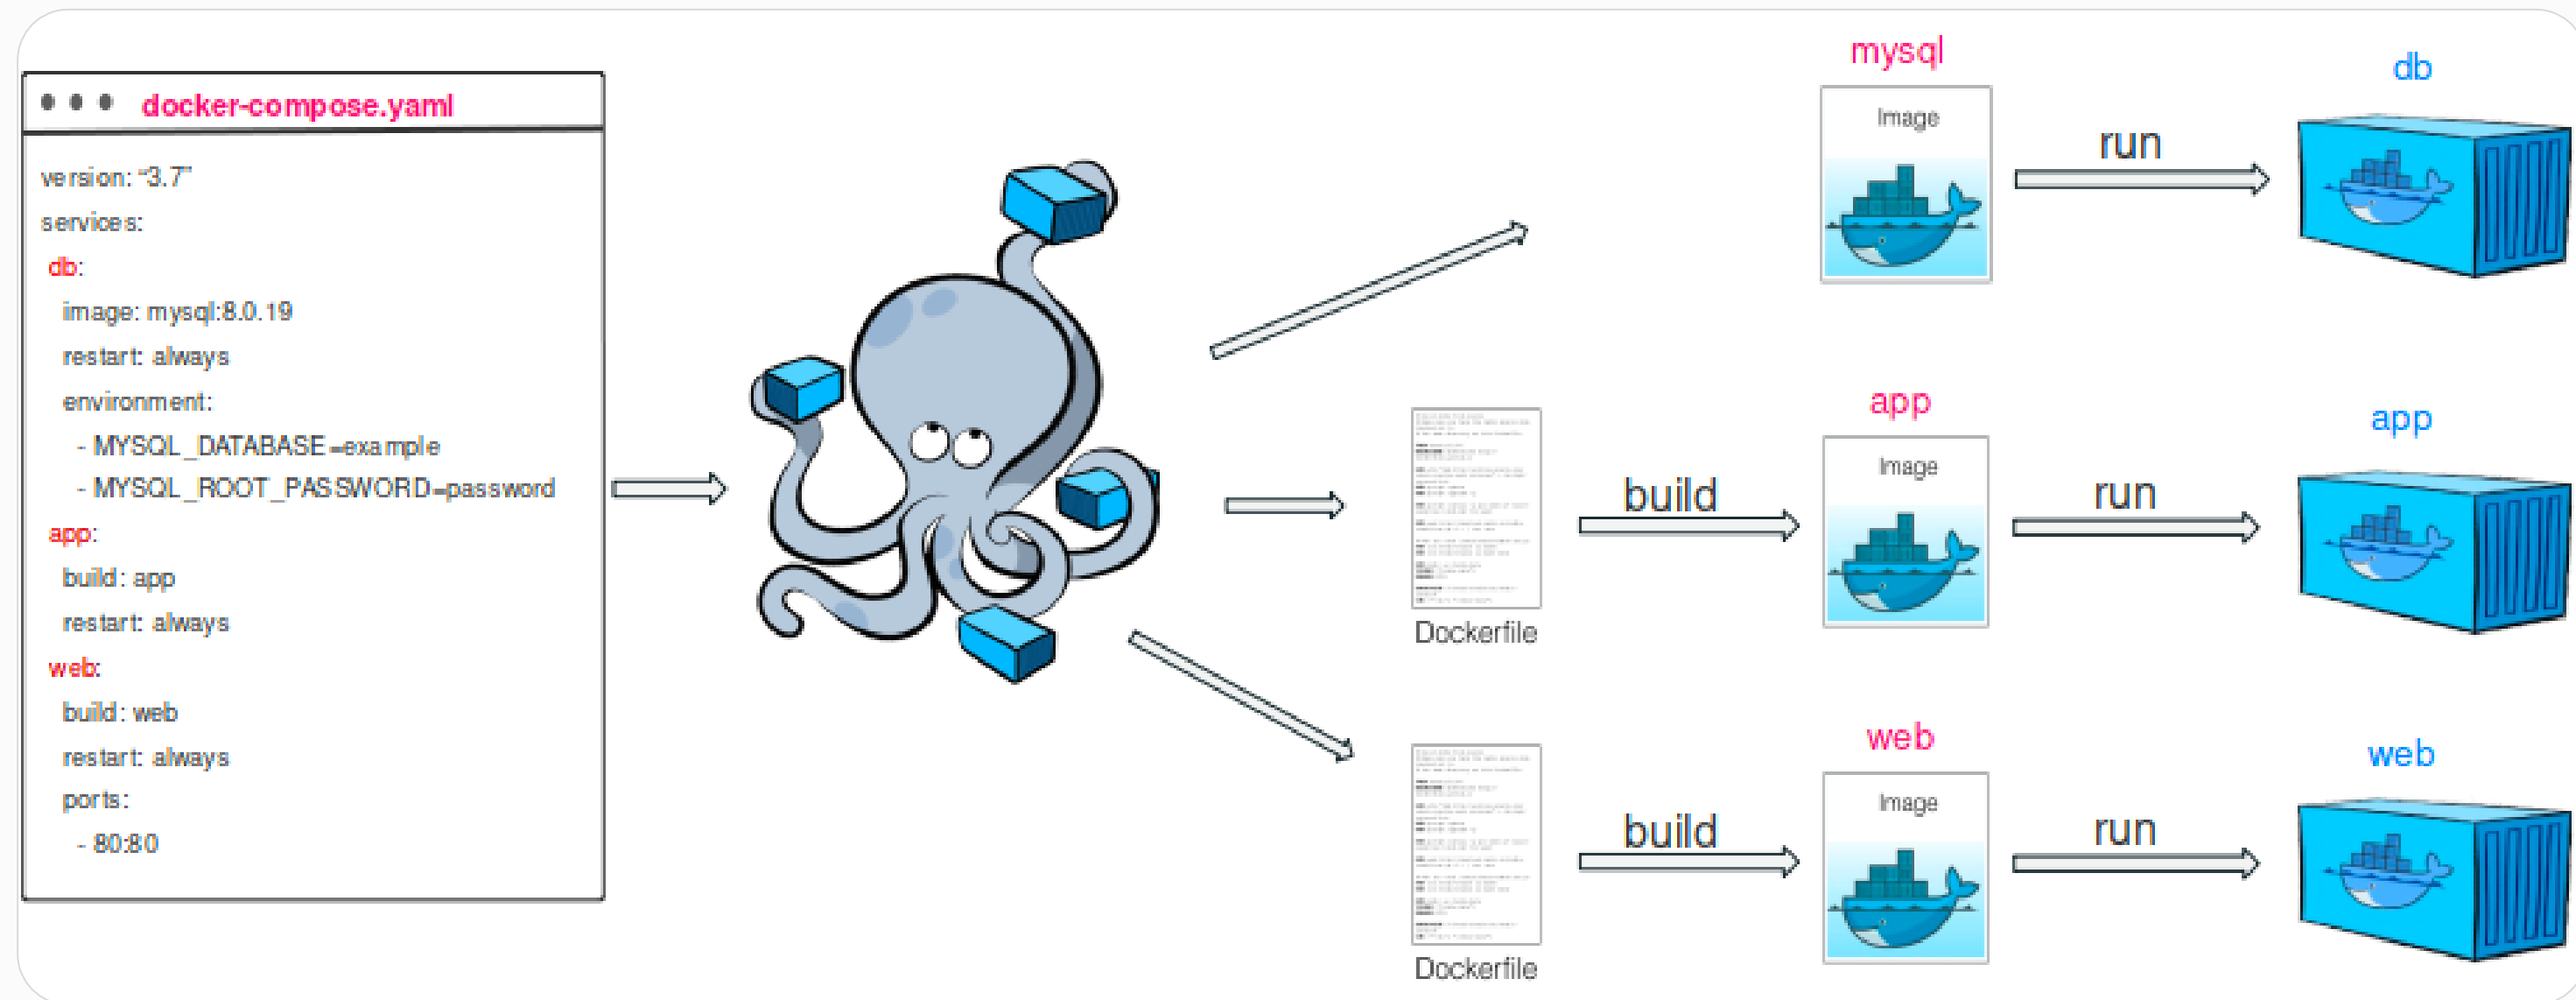 docker-compose.yaml
version: “3.7”
services:
db:
image: mysql:8.0.19
restart: always
environment:
- MYSQL_DATABASE=example
- MYSQL_ROOT_PASSWORD=password
app:
build: app
restart: always
web:
build: web
restart: always
ports:
- 80:80
mysql
Image
run
db
Dockerfile
build
app
Image
run
app
Dockerfile
build
web
Image
run
web